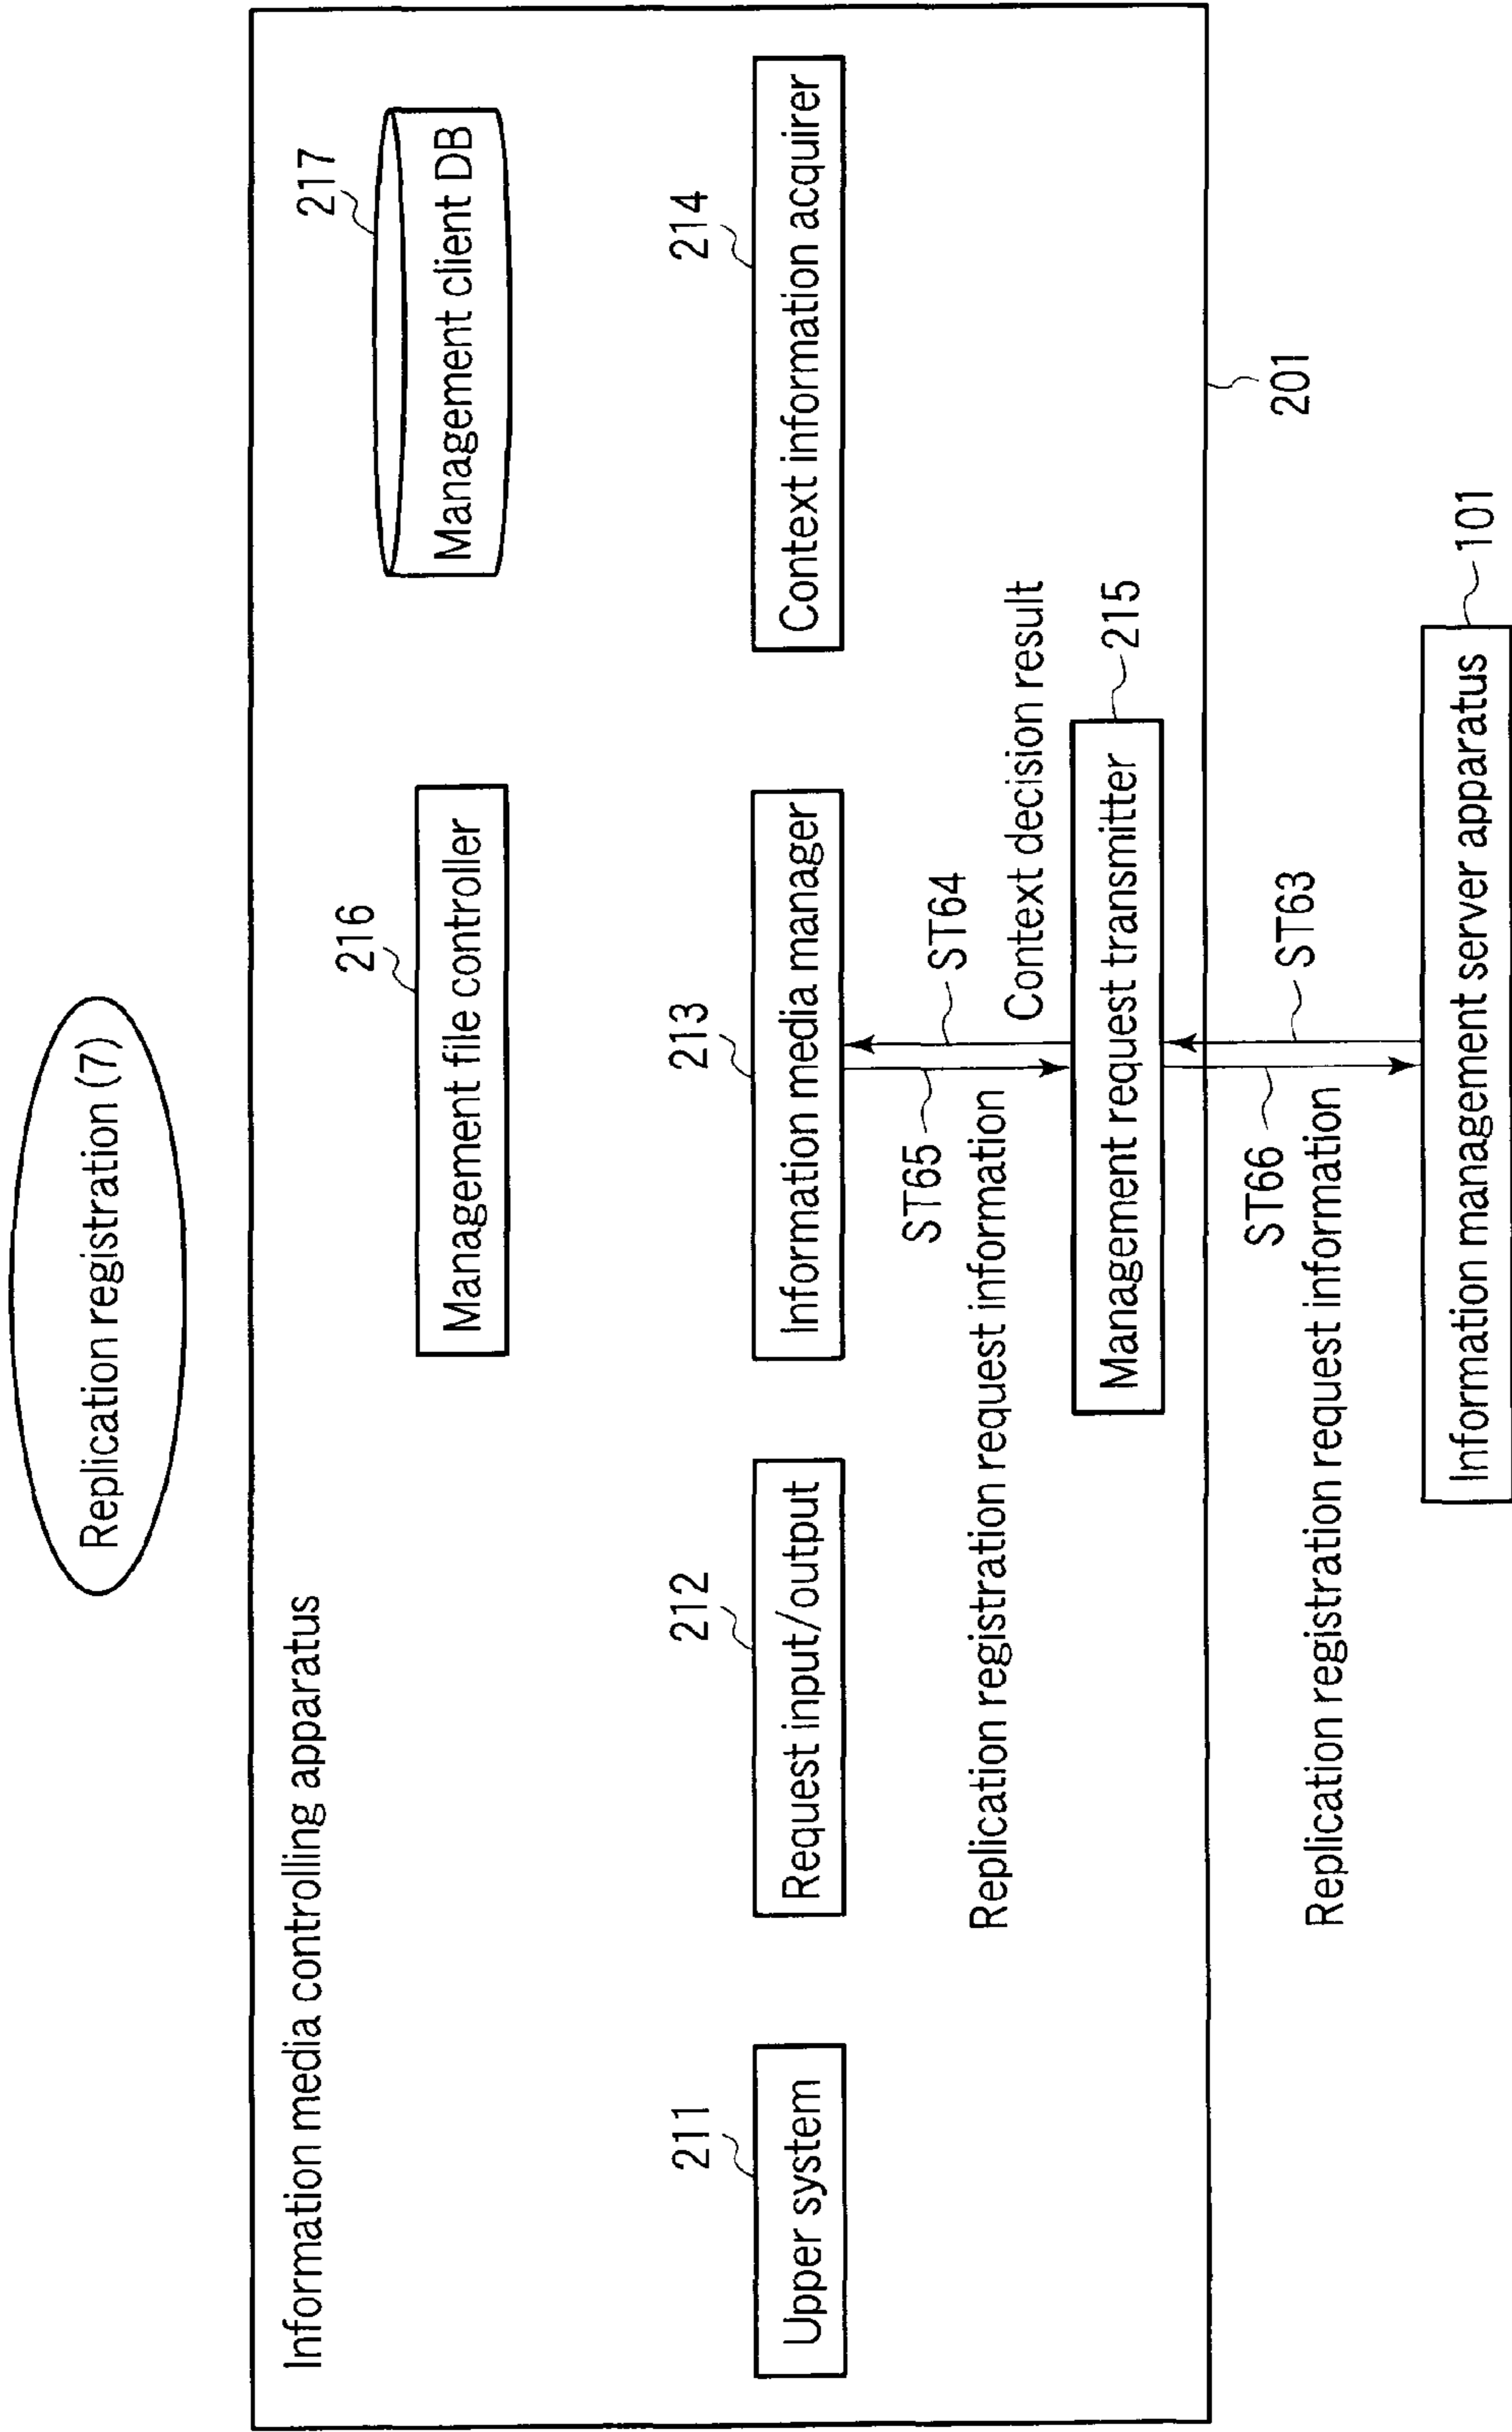 Replication registration (7)
Information media controlling apparatus
217
Management client DB
216
Management file controller
211
Upper system
212
Request input/output
213
Information media manager
214
Context information acquirer
ST65
ST64
Replication registration request information
Context decision result
Management request transmitter
215
201
ST66
ST63
Replication registration request information
Information management server apparatus
101